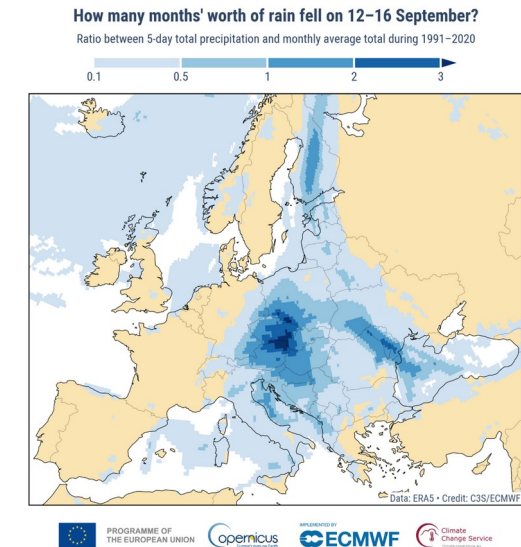 How many months' worth of rain fell on 12–16 September?
Ratio between 5-day total precipitation and monthly average total during 1991–2020
0.1 0.5 1 2 3
Data: ERA5 • Credit: C3S/ECMWF
PROGRAMME OF
THE EUROPEAN UNION
opernicus
IMPLEMENTED BY
ECMWF
Climate
Change Service